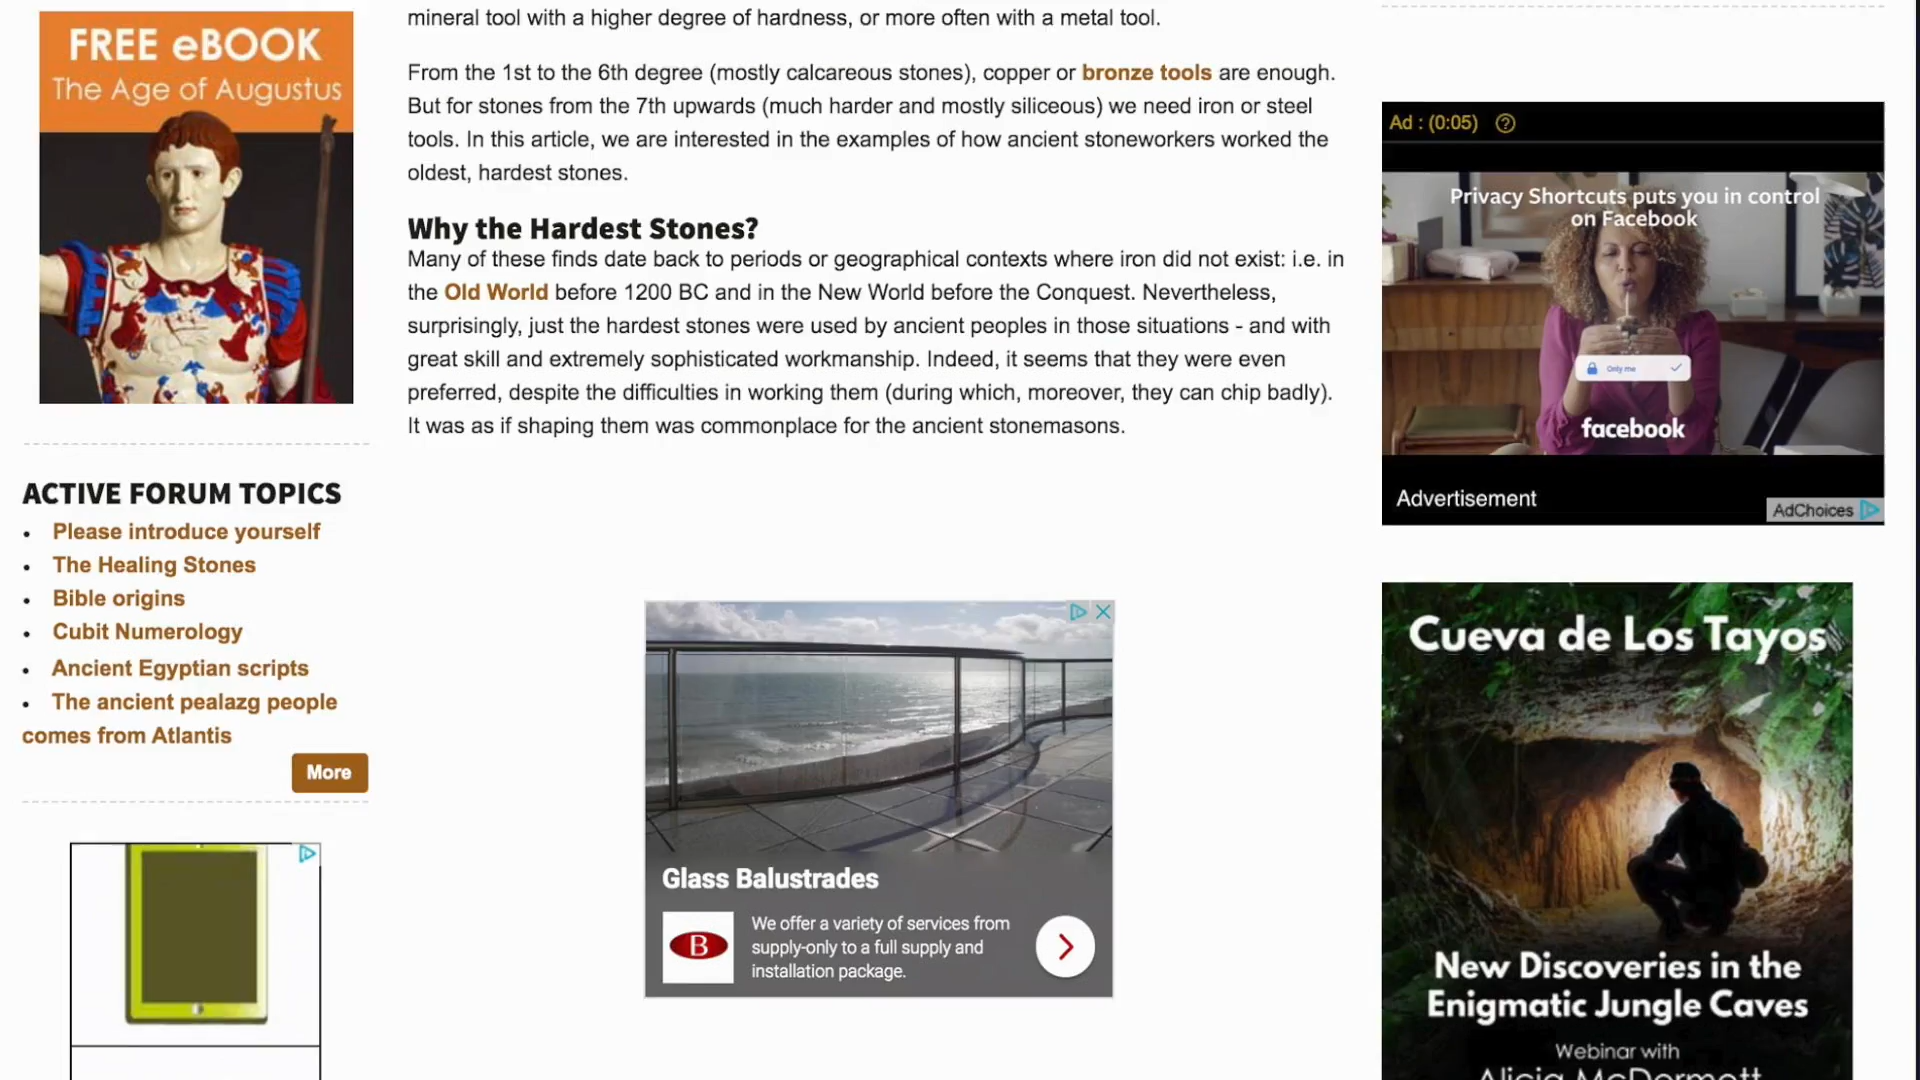 FREE eBOOK
The Age of Augustus
ACTIVE FORUM TOPICS
Please introduce yourself
The Healing Stones
Bible origins
Cubit Numerology
Ancient Egyptian scripts
The ancient pealazg people
comes from Atlantis
More
mineral tool with a higher degree of hardness, or more often with a metal tool.
From the 1st to the 6th degree (mostly calcareous stones), copper or bronze tools are enough.
But for stones from the 7th upwards (much harder and mostly siliceous) we need iron or steel
tools. In this article, we are interested in the examples of how ancient stoneworkers worked the
oldest, hardest stones.
Why the Hardest Stones?
Many of these finds date back to periods or geographical contexts where iron did not exist: i.e. in
the Old World before 1200 BC and in the New World before the Conquest. Nevertheless,
surprisingly, just the hardest stones were used by ancient peoples in those situations - and with
great skill and extremely sophisticated workmanship. Indeed, it seems that they were even
preferred, despite the difficulties in working them (during which, moreover, they can chip badly).
It was as if shaping them was commonplace for the ancient stonemasons.
Glass Balustrades
B
We offer a variety of services from
supply-only to a full supply and
installation package.
Ad : (0:05)
Privacy Shortcuts puts you in control
on Facebook
Only me
facebook
Advertisement
AdChoices
Cueva de Los Tayos
New Discoveries in the
Enigmatic Jungle Caves
Webinar with
Alicia McDermott